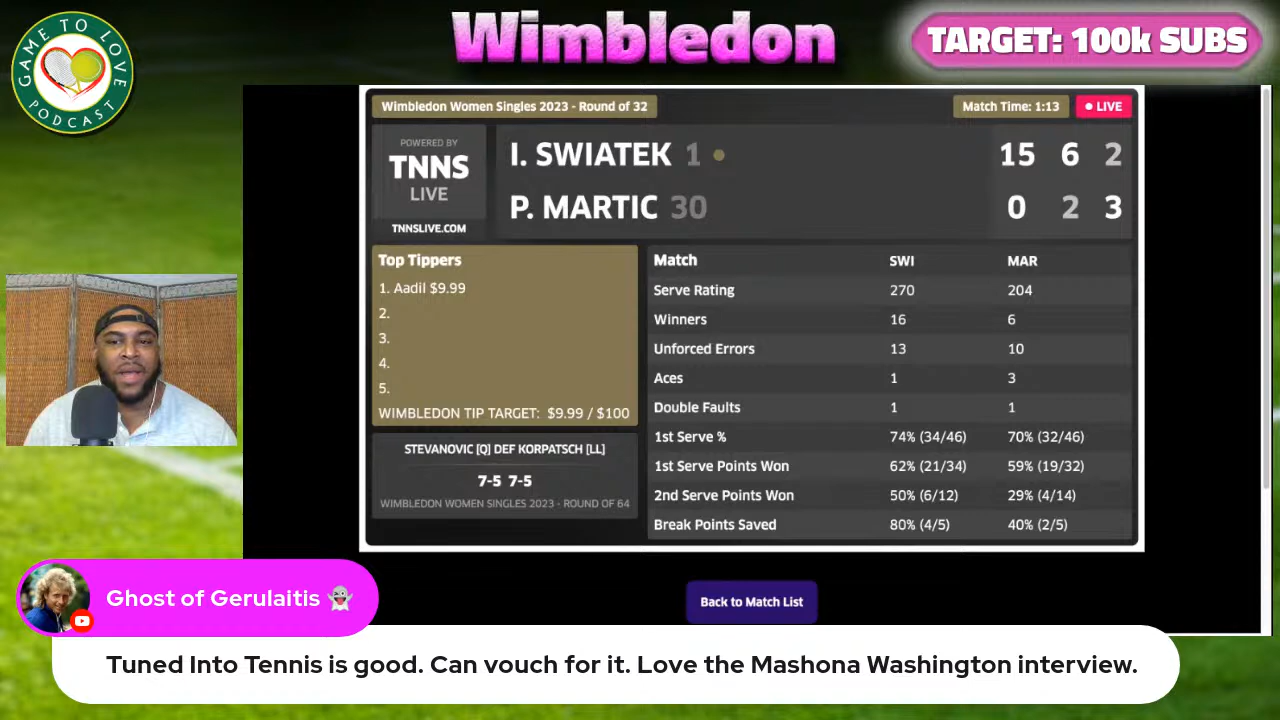 GAME TO LOVE
PODCAST
Wimbledon
TARGET: 100k SUBS
Wimbledon Women Singles 2023 - Round of 32
Match Time: 1:13
LIVE
POWERED BY
TNNS
LIVE
TNNSLIVE.COM
I. SWIATEK 1 15 6 2
P. MARTIC 30 0 2 3
Top Tippers
1. Aadil $9.99
2.
3.
4.
5.
WIMBLEDON TIP TARGET: $9.99 / $100
STEVANOVIC [Q] DEF KORPATSCH [LL]
7-5 7-5
WIMBLEDON WOMEN SINGLES 2023 - ROUND OF 64
Match SWI MAR
Serve Rating 270 204
Winners 16 6
Unforced Errors 13 10
Aces 1 3
Double Faults 1 1
1st Serve % 74% (34/46) 70% (32/46)
1st Serve Points Won 62% (21/34) 59% (19/32)
2nd Serve Points Won 50% (6/12) 29% (4/14)
Break Points Saved 80% (4/5) 40% (2/5)
Back to Match List
Ghost of Gerulaitis 👻
Tuned Into Tennis is good. Can vouch for it. Love the Mashona Washington interview.